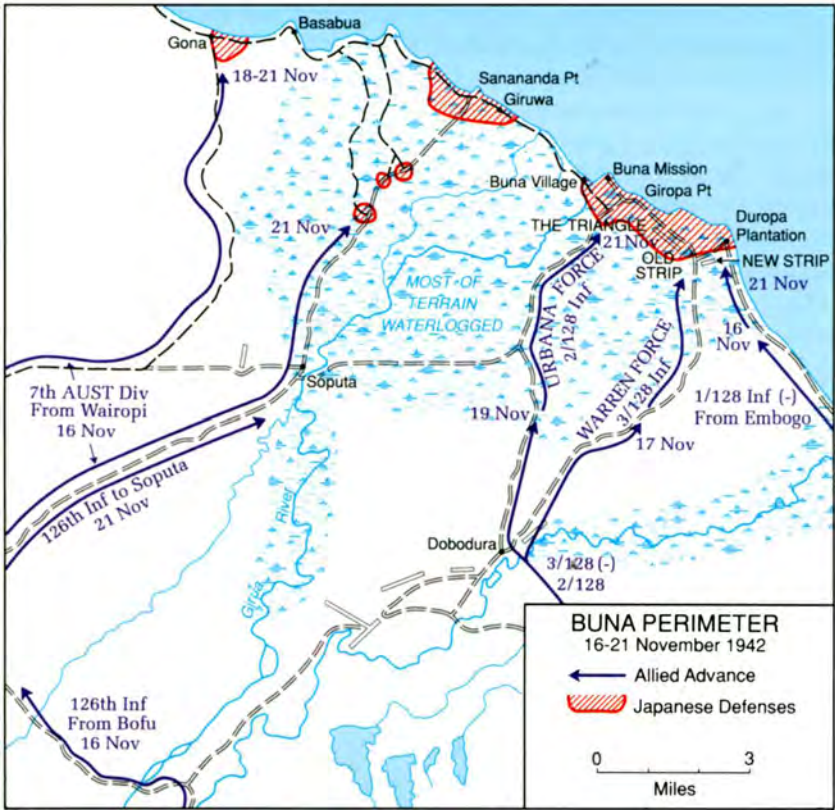 Gona
Basabua
18-21 Nov
Sanananda Pt
Giruwa
Buna Mission
Buna Village
Giropa Pt
Duropa
Plantation
THE TRIANGLE
21 Nov
OLD
STRIP
NEW STRIP
21 Nov
21 Nov
MOST OF
TERRAIN
WATERLOGGED
URBANA FORCE
2/128 Inf
WARREN FORCE
3/128 Inf
16
Nov
1/128 Inf (-)
From Embogo
Soputa
7th AUST Div
From Wairopi
16 Nov
126th Inf to Soputa
21 Nov
19 Nov
17 Nov
Girua
River
Dobodura
3/128 (-)
2/128
126th Inf
From Bofu
16 Nov
BUNA PERIMETER
16-21 November 1942
Allied Advance
Japanese Defenses
0 3
Miles